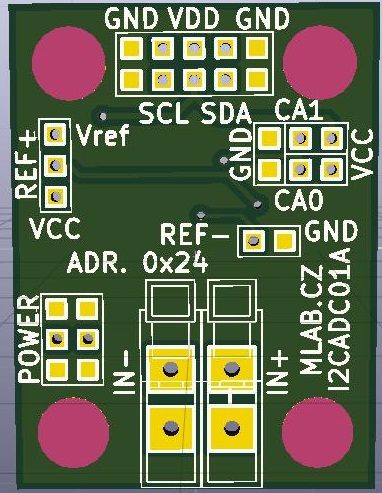 GND VDD GND
SCL SDA
CA1
GND
VCC
CA0
REF+
Vref
VCC
REF-
GND
ADR. 0x24
POWER
IN-
IN+
MLAB.CZ
I2CADC01A